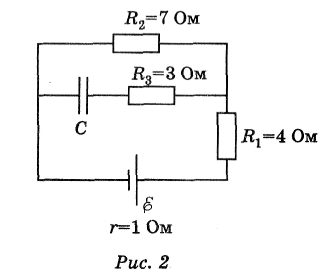 R₂=7 Ом
R₃=3 Ом
C
R₁=4 Ом
ℰ
r=1 Ом
Рис. 2